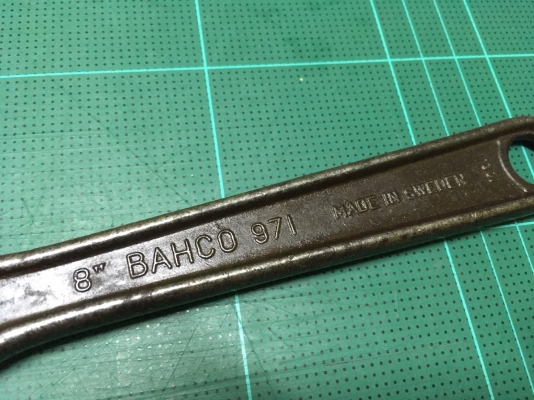 8" BAHCO 971 MADE IN SWEDEN